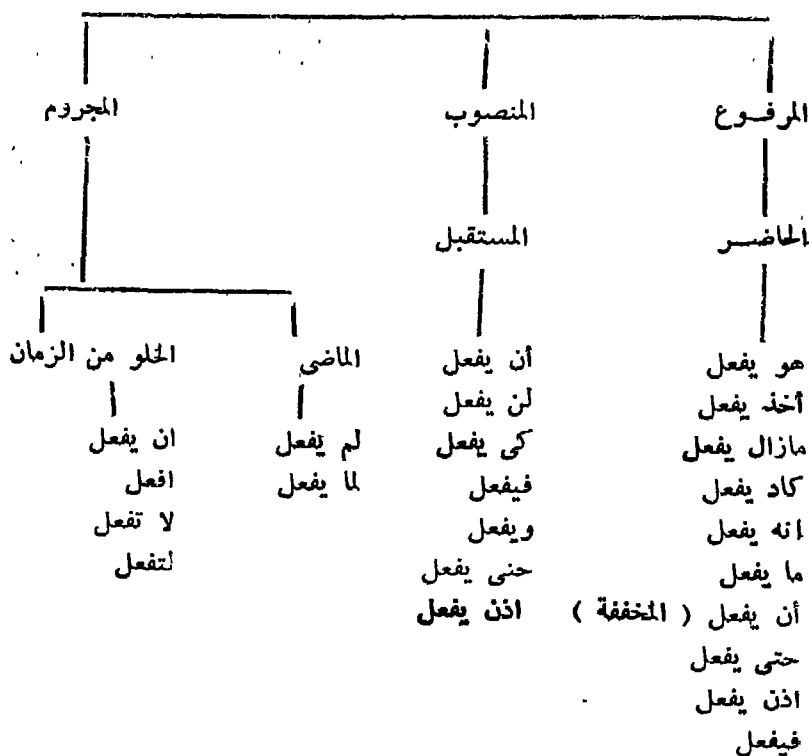 المرفوع المنصوب المجزوم
الحاضر المستقبل
هو يفعل أن يفعل الماضى الخلو من الزمان
أخذ يفعل لن يفعل
مازال يفعل كى يفعل لم يفعل ان يفعل
كاد يفعل فيفعل لما يفعل افعل
انه يفعل ويفعل لا تفعل
ما يفعل حتى يفعل لتفعل
أن يفعل ( المخففة ) اذن يفعل
حتى يفعل
اذن يفعل
فيفعل